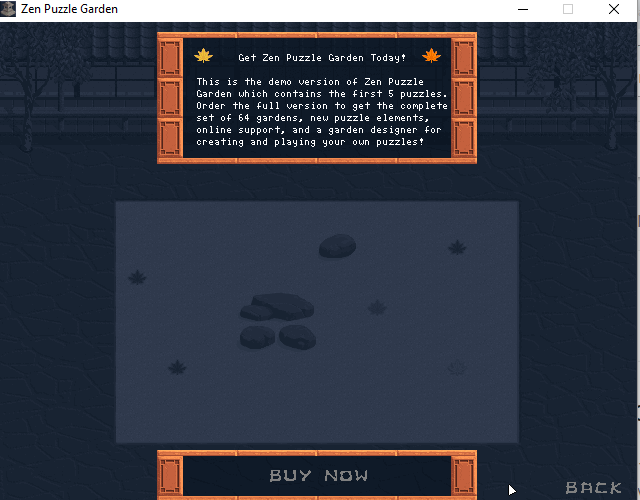 Zen Puzzle Garden
Get Zen Puzzle Garden Today!
This is the demo version of Zen Puzzle
Garden which contains the first 5 puzzles.
Order the full version to get the complete
set of 64 gardens, new puzzle elements,
online support, and a garden designer for
creating and playing your own puzzles!
BUY NOW
BACK